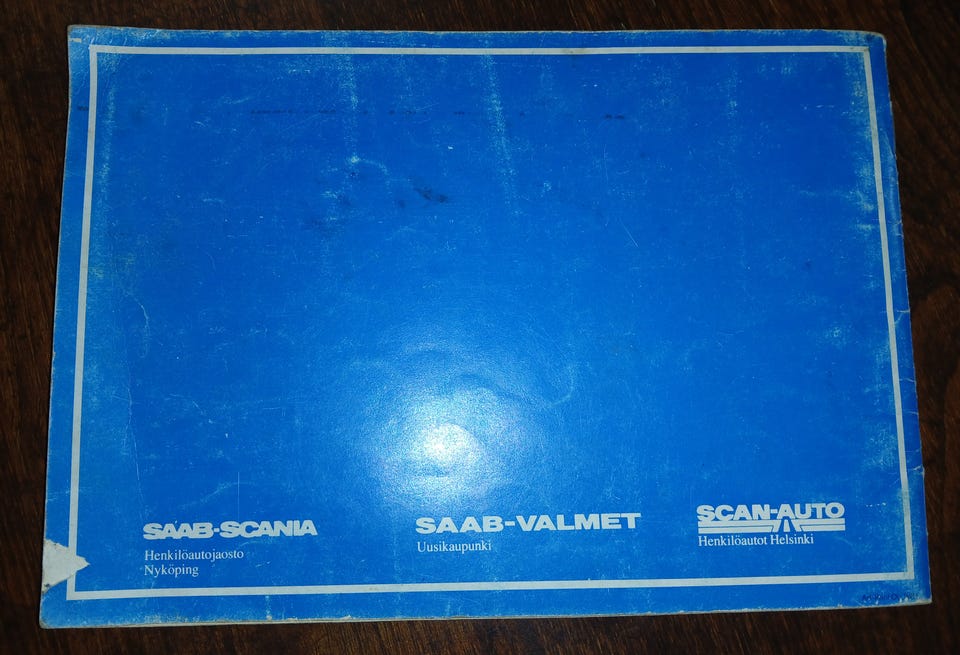 SAAB-SCANIA
Henkilöautojaosto
Nyköping
SAAB-VALMET
Uusikaupunki
SCAN-AUTO
Henkilöautot Helsinki